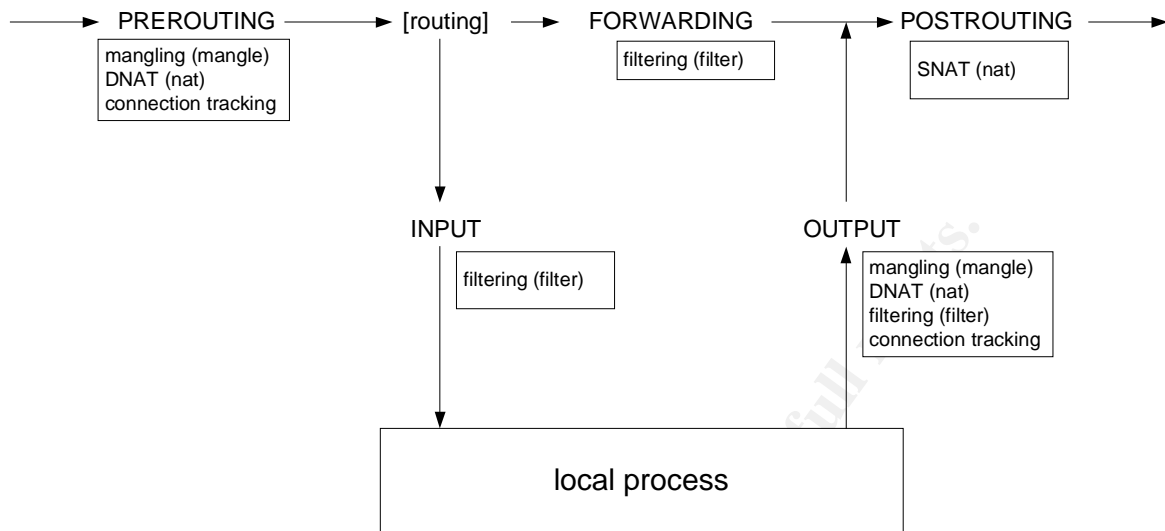 PREROUTING
[routing]
FORWARDING
POSTROUTING
mangling (mangle)
DNAT (nat)
connection tracking
filtering (filter)
SNAT (nat)
INPUT
OUTPUT
filtering (filter)
mangling (mangle)
DNAT (nat)
filtering (filter)
connection tracking
full
local process